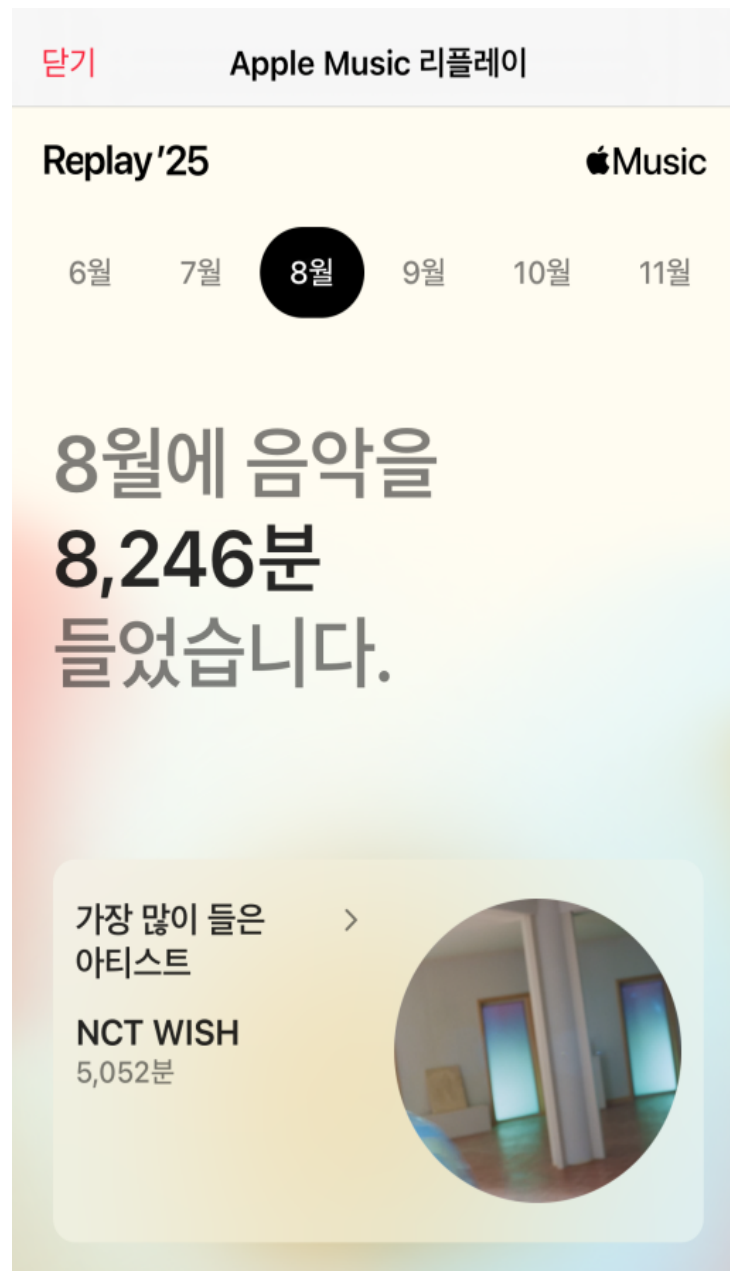 닫기 Apple Music 리플레이
Replay '25 Music
6월 7월 8월 9월 10월 11월
8월에 음악을
8,246분
들었습니다.
가장 많이 들은
아티스트
NCT WISH
5,052분